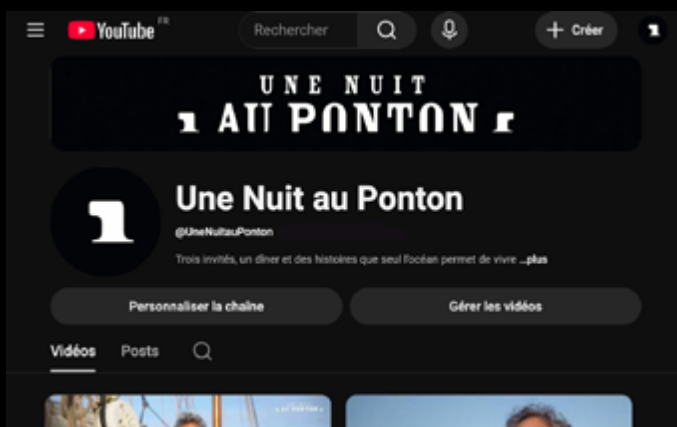 YouTube FR
Rechercher
Créer
UNE NUIT
AU PONTON
Une Nuit au Ponton
@UneNuitauPonton
Trois invités, un dîner et des histoires que seul l'océan permet de vivre ...plus
Personnaliser la chaîne
Gérer les vidéos
Vidéos
Posts